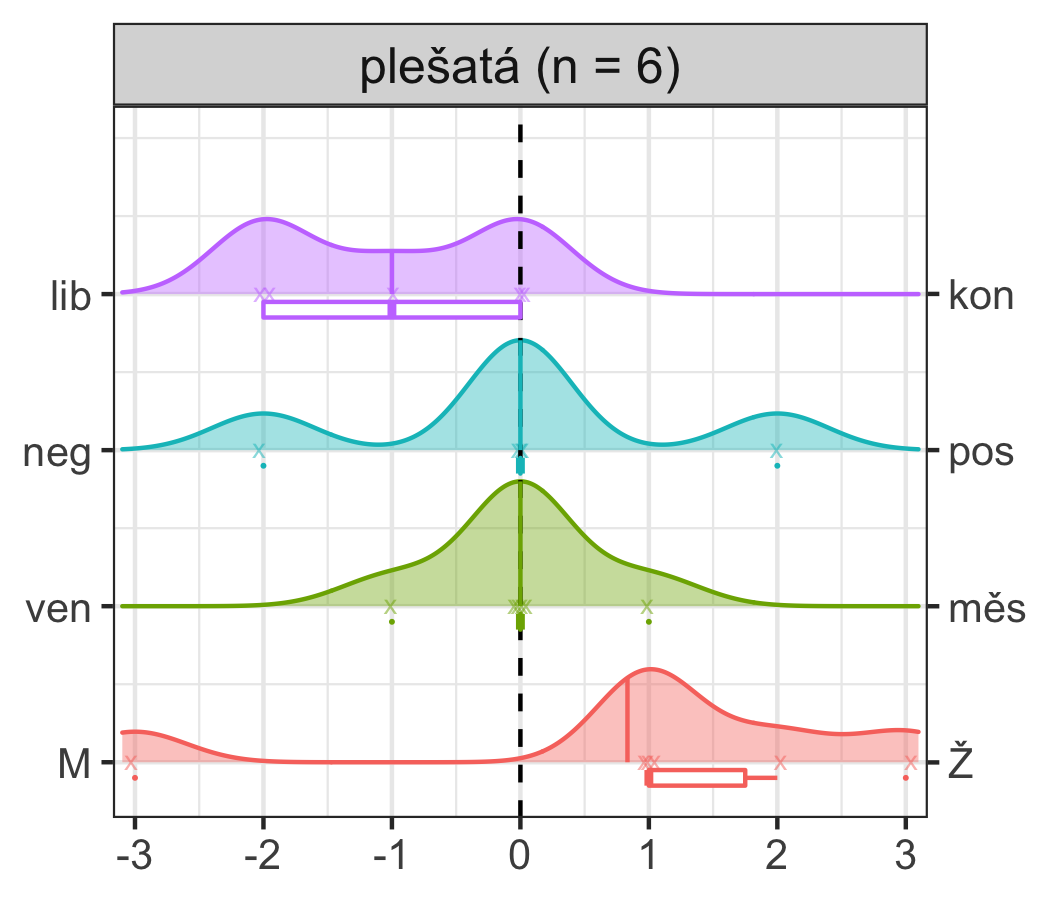 plešatá (n = 6)
lib kon
neg pos
ven měs
M Ž
-3 -2 -1 0 1 2 3